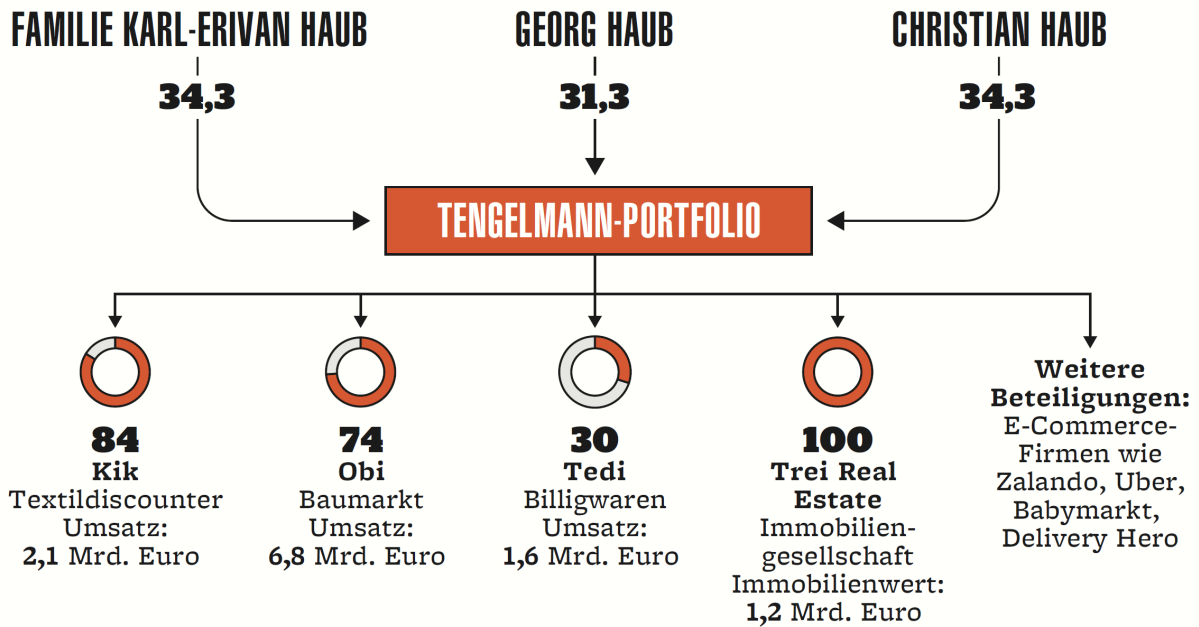 FAMILIE KARL-ERIVAN HAUB
34,3
GEORG HAUB
31,3
CHRISTIAN HAUB
34,3
TENGELMANN-PORTFOLIO
84
Kik
Textildiscounter
Umsatz:
2,1 Mrd. Euro
74
Obi
Baumarkt
Umsatz:
6,8 Mrd. Euro
30
Tedi
Billigwaren
Umsatz:
1,6 Mrd. Euro
100
Trei Real
Estate
Immobilien-
gesellschaft
Immobilienwert:
1,2 Mrd. Euro
Weitere
Beteiligungen:
E-Commerce-
Firmen wie
Zalando, Uber,
Babymarkt,
Delivery Hero